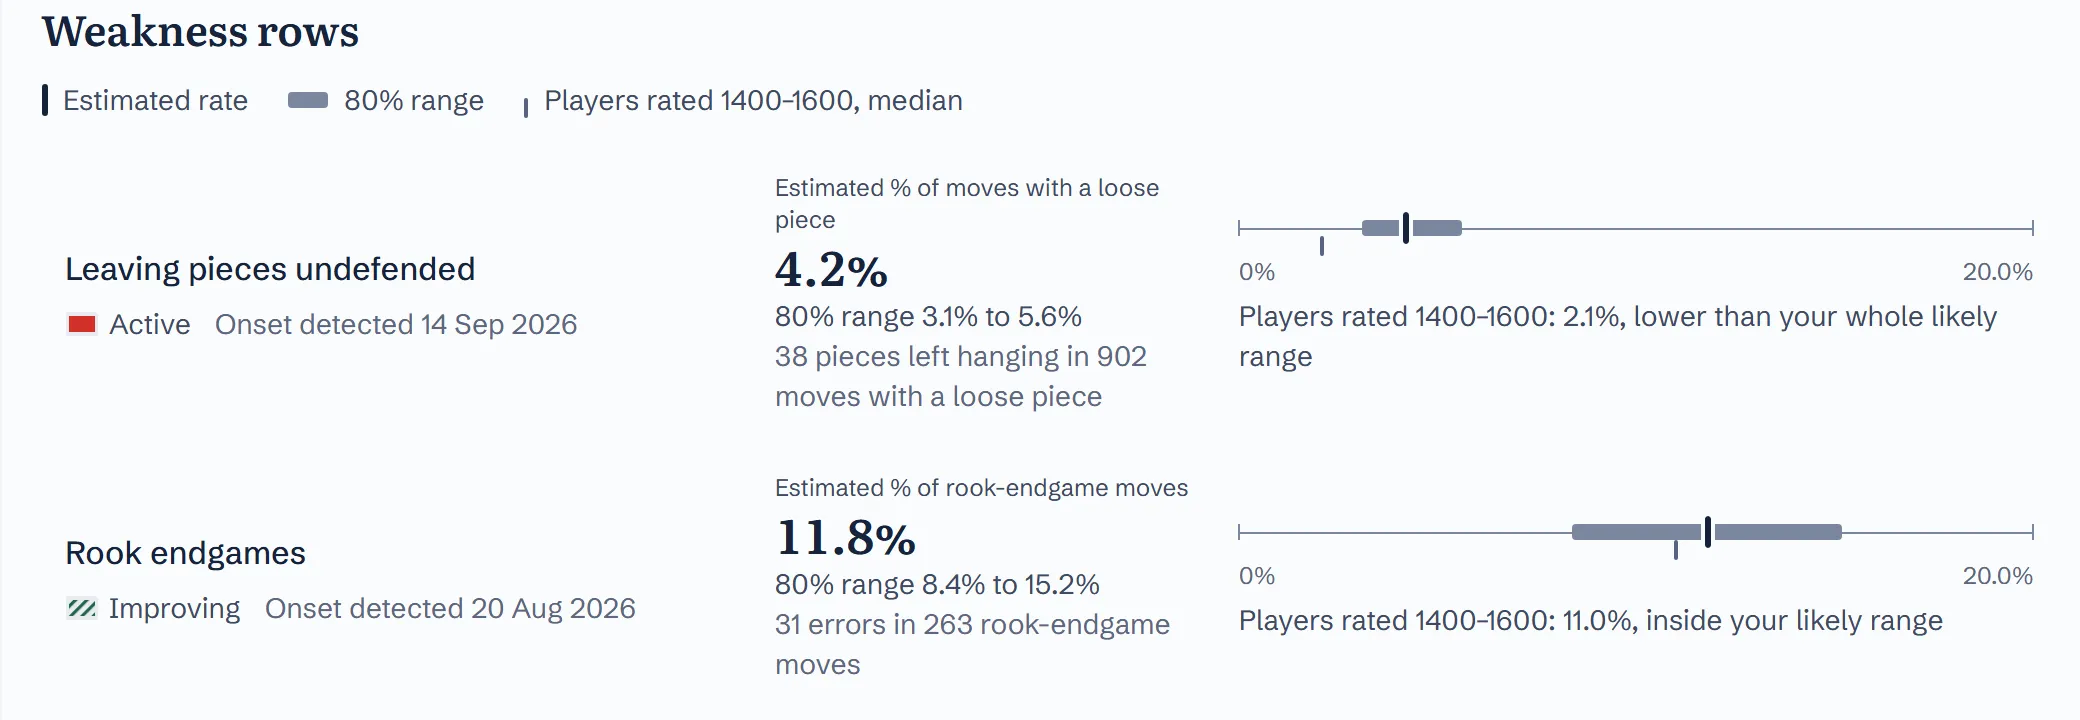 Weakness rows
Estimated rate 80% range Players rated 1400–1600, median
Estimated % of moves with a loose
piece
Leaving pieces undefended
4.2%
0% 20.0%
Active Onset detected 14 Sep 2026
80% range 3.1% to 5.6%
38 pieces left hanging in 902
moves with a loose piece
Players rated 1400–1600: 2.1%, lower than your whole likely
range
Estimated % of rook-endgame moves
Rook endgames
11.8%
0% 20.0%
Improving Onset detected 20 Aug 2026
80% range 8.4% to 15.2%
31 errors in 263 rook-endgame
moves
Players rated 1400–1600: 11.0%, inside your likely range